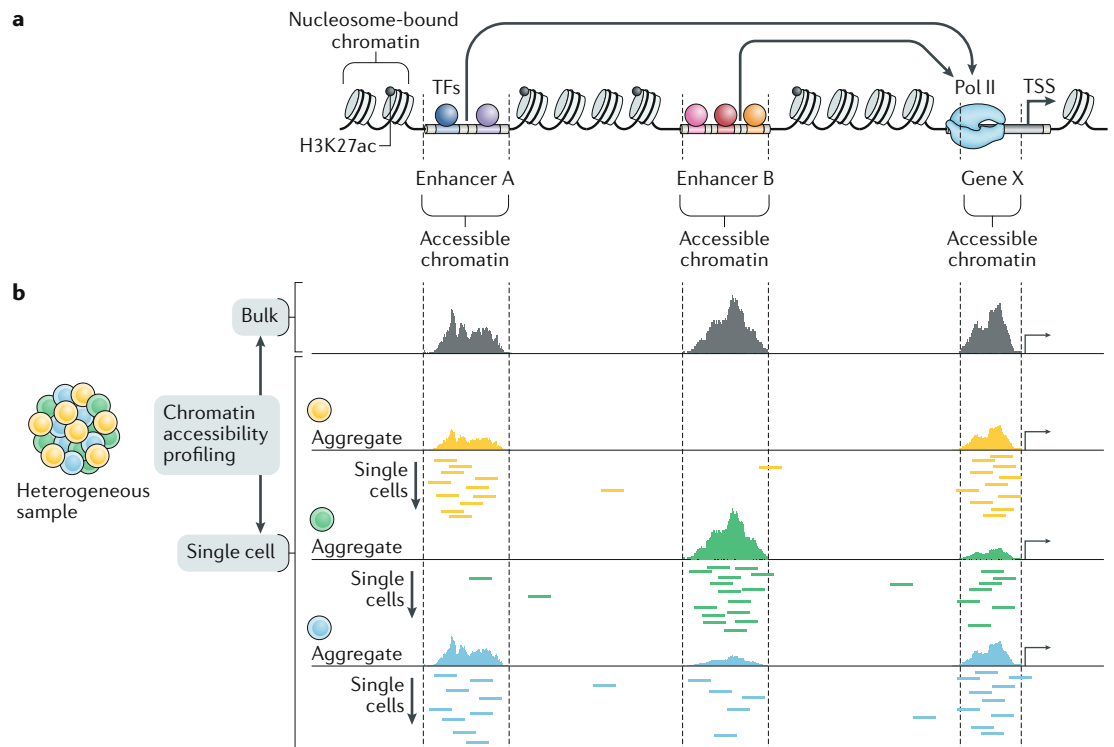 a
Nucleosome-bound
chromatin
TFs
Pol II
TSS
H3K27ac
Enhancer A
Enhancer B
Gene X
Accessible
chromatin
Accessible
chromatin
Accessible
chromatin
b
Bulk
Chromatin
accessibility
profiling
Heterogeneous
sample
Single cell
Aggregate
Single
cells
Aggregate
Single
cells
Aggregate
Single
cells